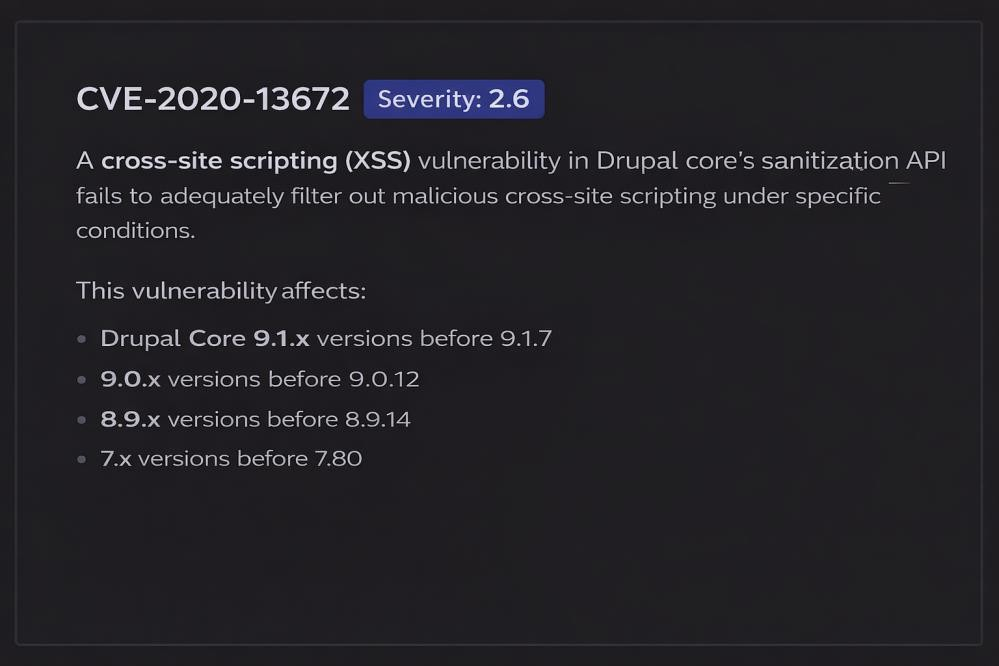 CVE-2020-13672 Severity: 2.6
A cross-site scripting (XSS) vulnerability in Drupal core's sanitization API
fails to adequately filter out malicious cross-site scripting under specific
conditions.
This vulnerability affects:
• Drupal Core 9.1.x versions before 9.1.7
• 9.0.x versions before 9.0.12
• 8.9.x versions before 8.9.14
• 7.x versions before 7.80